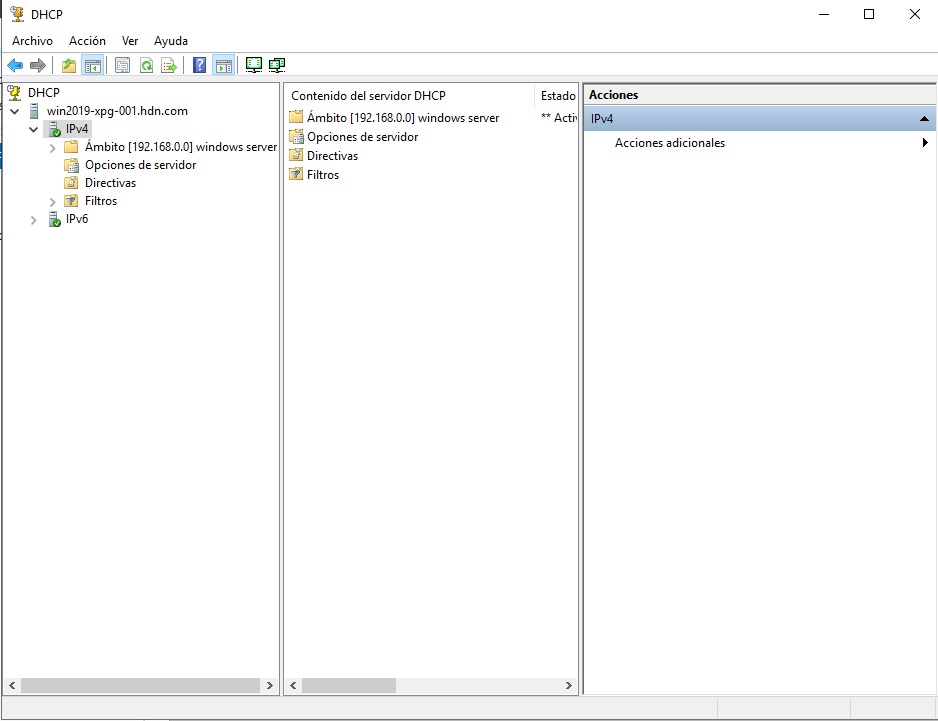 DHCP
Archivo Acción Ver Ayuda
DHCP
win2019-xpg-001.hdn.com
IPv4
Ámbito [192.168.0.0] windows server
Opciones de servidor
Directivas
Filtros
IPv6
Contenido del servidor DHCP Estado
Ámbito [192.168.0.0] windows server ** Activ
Opciones de servidor
Directivas
Filtros
Acciones
IPv4
Acciones adicionales